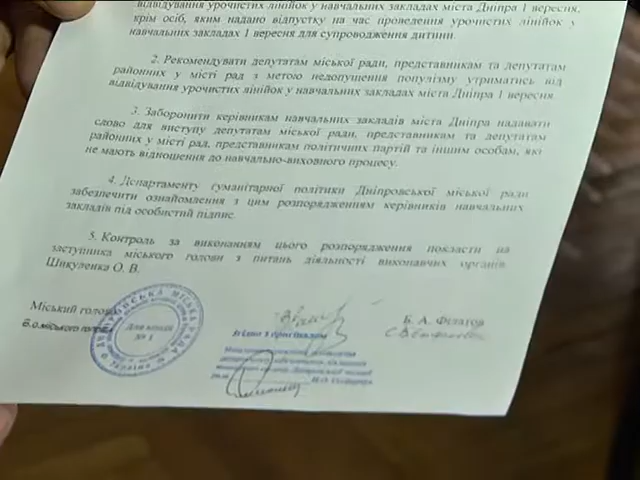 відвідування урочистих лінійок у навчальних закладах міста Дніпра 1 вересня,
крім осіб, яким надано відпустку на час проведення урочистих лінійок у
навчальних закладах 1 вересня для супроводження дитини.
2. Рекомендувати депутатам міської ради, представникам та депутатам
районних у місті рад з метою недопущення популізму утриматись від
відвідування урочистих лінійок у навчальних закладах міста Дніпра 1 вересня.
3. Заборонити керівникам навчальних закладів міста Дніпра надавати
слово для виступу депутатам міської ради, представникам та депутатам
районних у місті рад, представникам політичних партій та іншим особам, які
не мають відношення до навчально-виховного процесу.
4. Департаменту гуманітарної політики Дніпровської міської ради
забезпечити ознайомлення з цим розпорядженням керівників навчальних
закладів під особистий підпис.
5. Контроль за виконанням цього розпорядження покласти на
заступника міського голови з питань діяльності виконавчих органів
Шикуленка О. В.
Міський голова
Б. А. Філатов
В.о. міського голови
Для копій
№ 1
Згідно з оригіналом